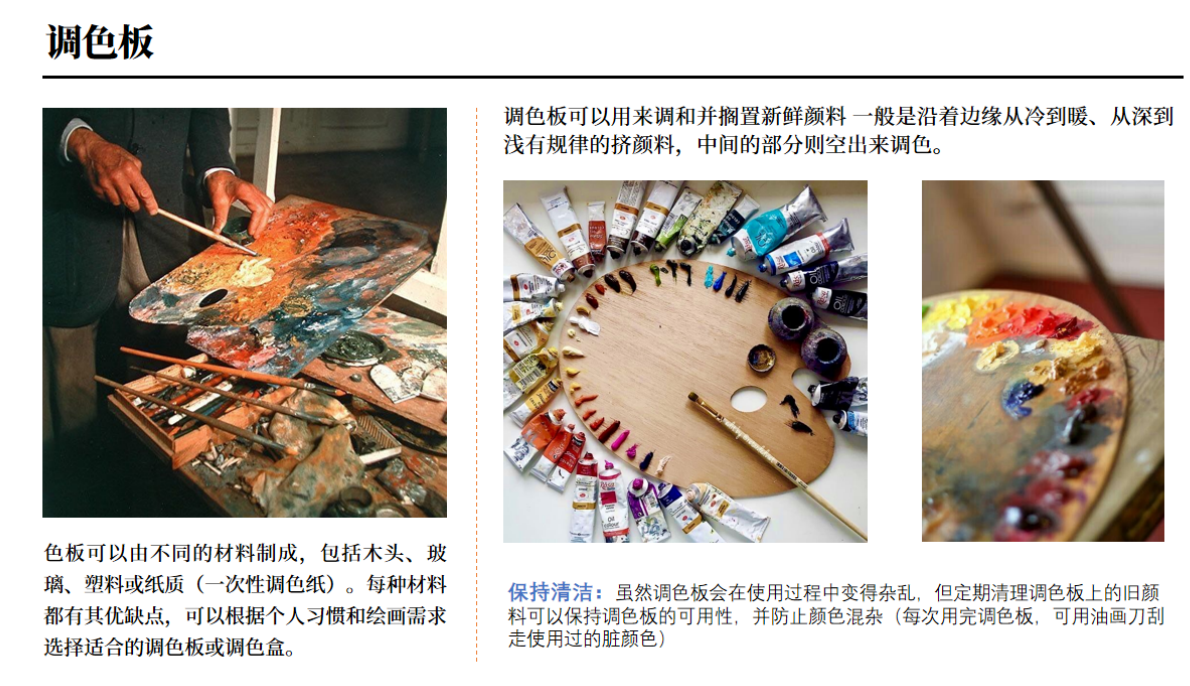 调色板
色板可以由不同的材料制成，包括木头、玻
璃、塑料或纸质（一次性调色纸）。每种材料
都有其优缺点，可以根据个人习惯和绘画需求
选择适合的调色板或调色盒。
调色板可以用来调和并搁置新鲜颜料 一般是沿着边缘从冷到暖、从深到
浅有规律的挤颜料，中间的部分则空出来调色。
保持清洁：虽然调色板会在使用过程中变得杂乱，但定期清理调色板上的旧颜
料可以保持调色板的可用性，并防止颜色混杂（每次用完调色板，可用油画刀刮
走使用过的脏颜色）